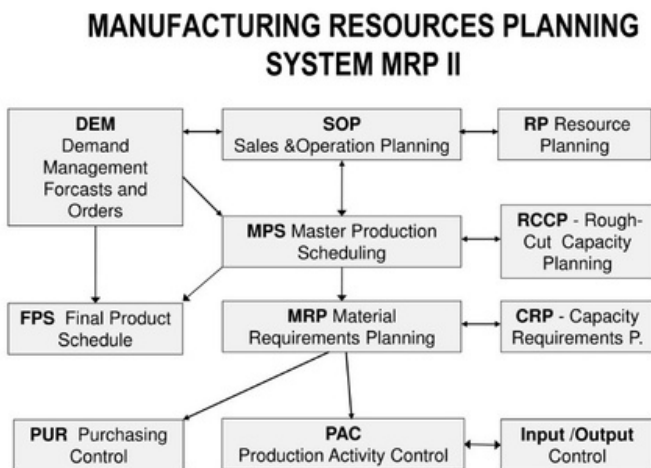 MANUFACTURING RESOURCES PLANNING
SYSTEM MRP II
DEM
Demand
Management
Forcasts and
Orders
SOP
Sales &Operation Planning
RP Resource
Planning
MPS Master Production
Scheduling
RCCP - Rough-
Cut Capacity
Planning
FPS Final Product
Schedule
MRP Material
Requirements Planning
CRP - Capacity
Requirements P.
PUR Purchasing
Control
PAC
Production Activity Control
Input /Output
Control